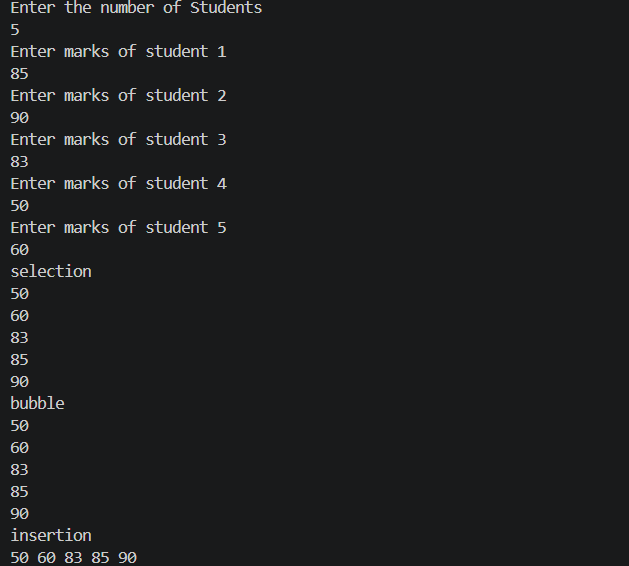 Enter the number of Students
5
Enter marks of student 1
85
Enter marks of student 2
90
Enter marks of student 3
83
Enter marks of student 4
50
Enter marks of student 5
60
selection
50
60
83
85
90
bubble
50
60
83
85
90
insertion
50 60 83 85 90